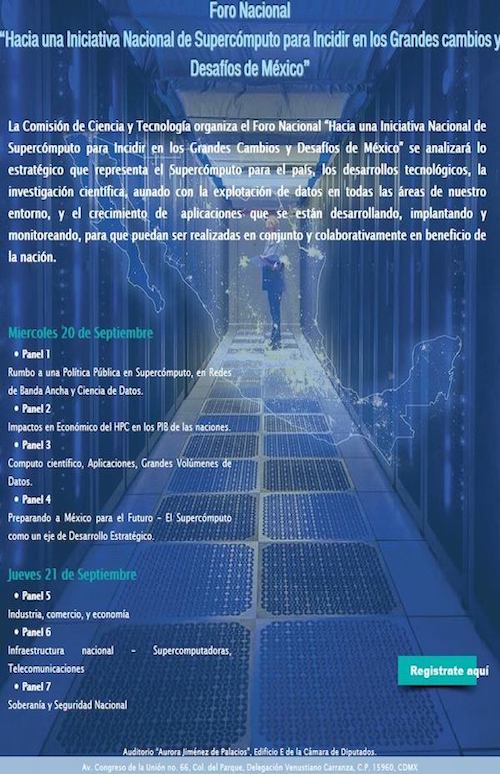 Foro Nacional
“Hacia una Iniciativa Nacional de Supercómputo para Incidir en los Grandes cambios y
Desafíos de México”
La Comisión de Ciencia y Tecnología organiza el Foro Nacional “Hacia una Iniciativa Nacional de
Supercómputo para Incidir en los Grandes Cambios y Desafíos de México” se analizará lo
estratégico que representa el Supercómputo para el país, los desarrollos tecnológicos, la
investigación científica, aunado con la explotación de datos en todas las áreas de nuestro
entorno, y el crecimiento de aplicaciones que se están desarrollando, implantando y
monitoreando, para que puedan ser realizadas en conjunto y colaborativamente en beneficio de
la nación.
Miercoles 20 de Septiembre
• Panel 1
Rumbo a una Política Pública en Supercómputo, en Redes
de Banda Ancha y Ciencia de Datos.
• Panel 2
Impactos en Económico del HPC en los PIB de las naciones.
• Panel 3
Computo científico, Aplicaciones, Grandes Volúmenes de
Datos.
• Panel 4
Preparando a México para el Futuro – El Supercómputo
como un eje de Desarrollo Estratégico.
Jueves 21 de Septiembre
• Panel 5
Industria, comercio, y economía
• Panel 6
Infraestructura nacional – Supercomputadoras,
Telecomunicaciones
• Panel 7
Soberanía y Seguridad Nacional
Registrate aquí
Auditorio “Aurora Jiménez de Palacios”, Edificio E de la Cámara de Diputados.
Av. Congreso de la Unión no. 66, Col. del Parque, Delegación Venustiano Carranza, C.P. 15960, CDMX